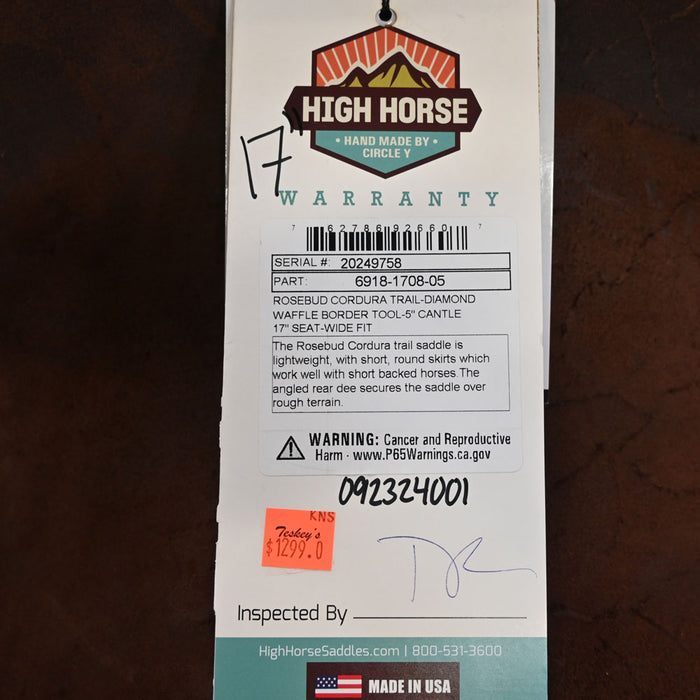 HIGH HORSE
• HAND MADE BY •
CIRCLE Y
17"
WARRANTY
7 6278692660 7
SERIAL #: 20249758
PART: 6918-1708-05
ROSEBUD CORDURA TRAIL-DIAMOND
WAFFLE BORDER TOOL-5" CANTLE
17" SEAT-WIDE FIT
The Rosebud Cordura trail saddle is
lightweight, with short, round skirts which
work well with short backed horses.The
angled rear dee secures the saddle over
rough terrain.
WARNING: Cancer and Reproductive
Harm - www.P65Warnings.ca.gov
092324001
KNS
Teskey's
$1299.0
Inspected By
HighHorseSaddles.com | 800-531-3600
MADE IN USA